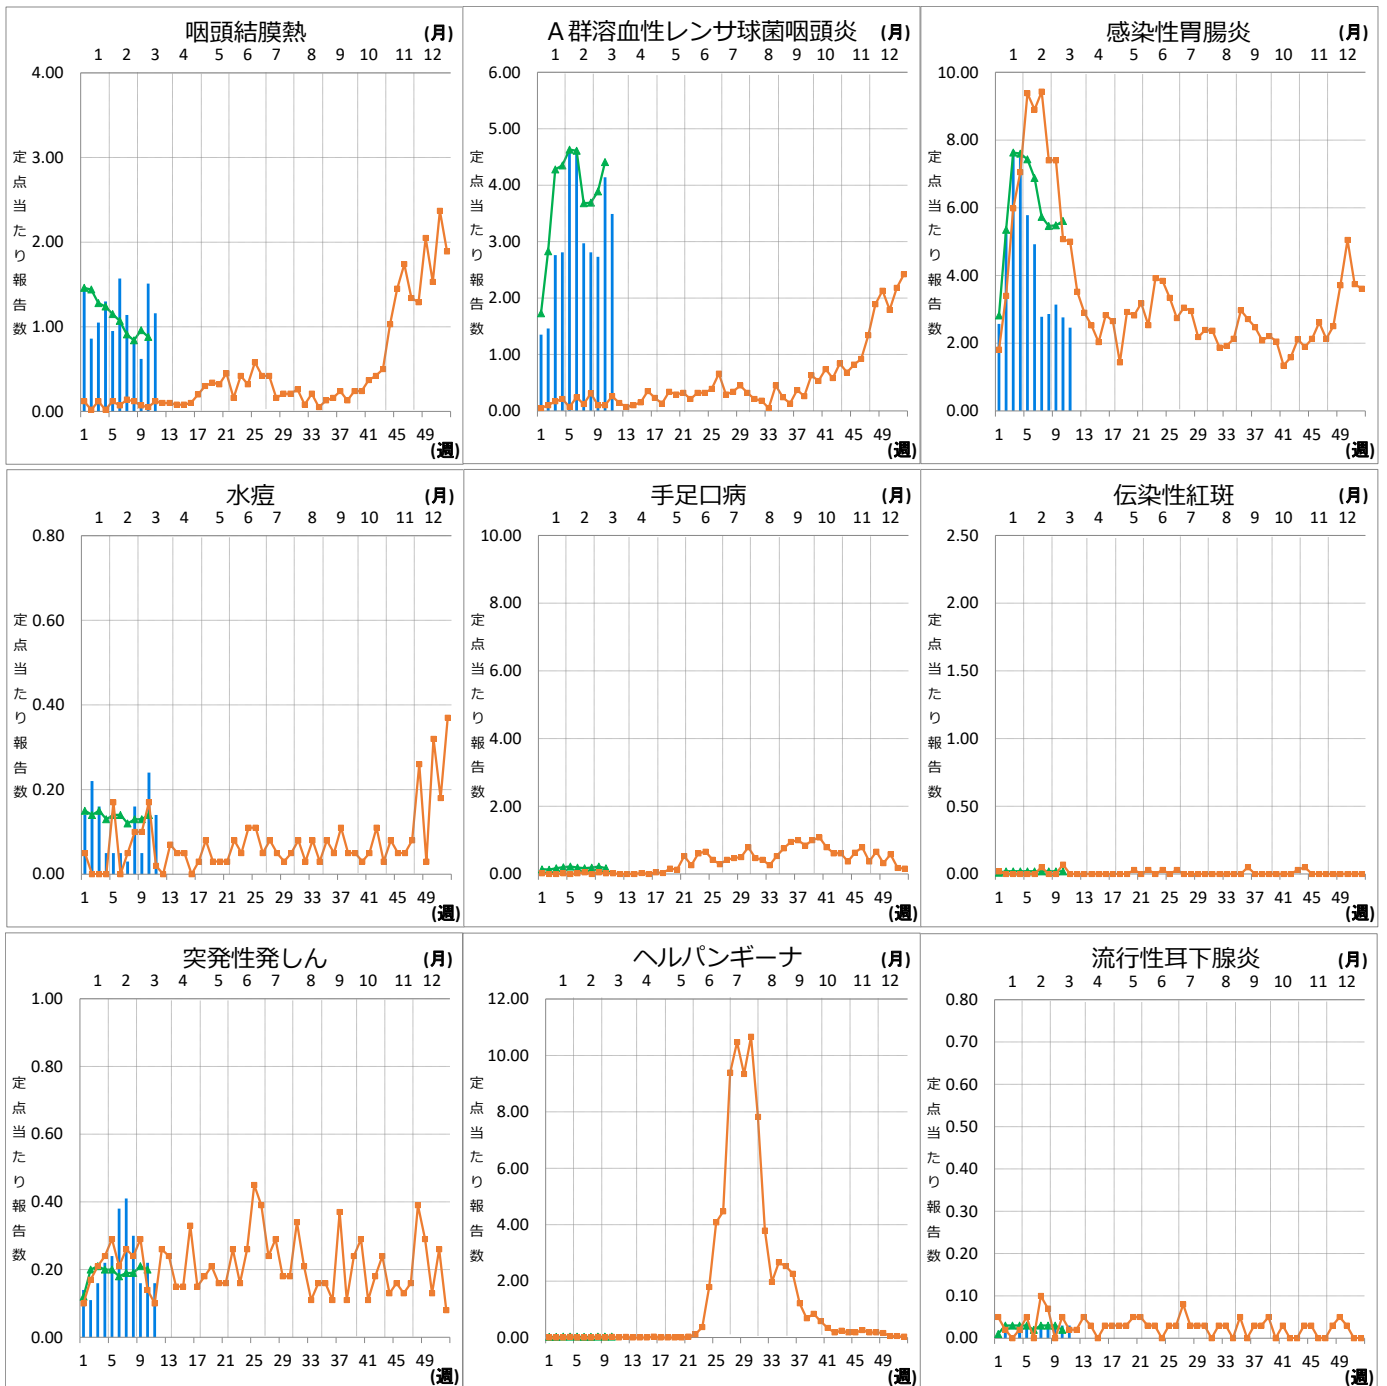 咽頭結膜熱 (月)
1 2 3 4 5 6 7 8 9 10 11 12
4.00
3.00
2.00
1.00
0.00
定点当たり報告数
1 5 9 13 17 21 25 29 33 37 41 45 49
(週)
A群溶血性レンサ球菌咽頭炎 (月)
1 2 3 4 5 6 7 8 9 10 11 12
6.00
5.00
4.00
3.00
2.00
1.00
0.00
定点当たり報告数
1 5 9 13 17 21 25 29 33 37 41 45 49
(週)
感染性胃腸炎 (月)
1 2 3 4 5 6 7 8 9 10 11 12
10.00
8.00
6.00
4.00
2.00
0.00
定点当たり報告数
1 5 9 13 17 21 25 29 33 37 41 45 49
(週)
水痘 (月)
1 2 3 4 5 6 7 8 9 10 11 12
0.80
0.60
0.40
0.20
0.00
定点当たり報告数
1 5 9 13 17 21 25 29 33 37 41 45 49
(週)
手足口病 (月)
1 2 3 4 5 6 7 8 9 10 11 12
10.00
8.00
6.00
4.00
2.00
0.00
定点当たり報告数
1 5 9 13 17 21 25 29 33 37 41 45 49
(週)
伝染性紅斑 (月)
1 2 3 4 5 6 7 8 9 10 11 12
2.50
2.00
1.50
1.00
0.50
0.00
定点当たり報告数
1 5 9 13 17 21 25 29 33 37 41 45 49
(週)
突発性発しん (月)
1 2 3 4 5 6 7 8 9 10 11 12
1.00
0.80
0.60
0.40
0.20
0.00
定点当たり報告数
1 5 9 13 17 21 25 29 33 37 41 45 49
(週)
ヘルパンギーナ (月)
1 2 3 4 5 6 7 8 9 10 11 12
12.00
10.00
8.00
6.00
4.00
2.00
0.00
定点当たり報告数
1 5 9 13 17 21 25 29 33 37 41 45 49
(週)
流行性耳下腺炎 (月)
1 2 3 4 5 6 7 8 9 10 11 12
0.80
0.70
0.60
0.50
0.40
0.30
0.20
0.10
0.00
定点当たり報告数
1 5 9 13 17 21 25 29 33 37 41 45 49
(週)